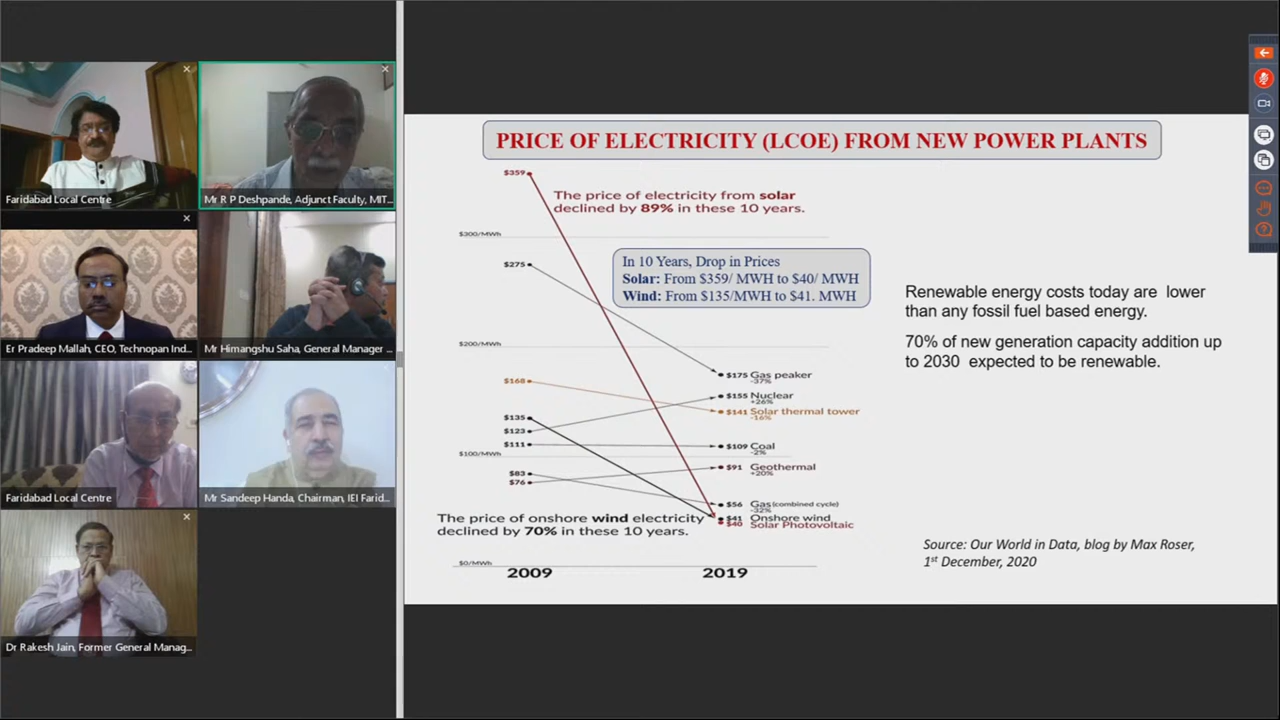 Faridabad Local Centre
Mr R P Deshpande, Adjunct Faculty, MIT...
Er Pradeep Mallah, CEO, Technopan Ind...
Mr Himangshu Saha, General Manager ...
Faridabad Local Centre
Mr Sandeep Handa, Chairman, IEI Farid...
Dr Rakesh Jain, Former General Manag...
PRICE OF ELECTRICITY (LCOE) FROM NEW POWER PLANTS
$359
The price of electricity from solar
declined by 89% in these 10 years.
$300/MWh
In 10 Years, Drop in Prices
Solar: From $359/ MWH to $40/ MWH
Wind: From $135/MWH to $41. MWH
$275
$200/MWh
$175 Gas peaker
-37%
$168
$155 Nuclear
+26%
$141 Solar thermal tower
-16%
$135
$123
$111
$109 Coal
-2%
$100/MWh
$91 Geothermal
+20%
$83
$76
$56 Gas (combined cycle)
-32%
$41 Onshore wind
$40 Solar Photovoltaic
The price of onshore wind electricity
declined by 70% in these 10 years.
$0/MWh
2009
2019
Renewable energy costs today are lower
than any fossil fuel based energy.
70% of new generation capacity addition up
to 2030 expected to be renewable.
Source: Our World in Data, blog by Max Roser,
1st December, 2020